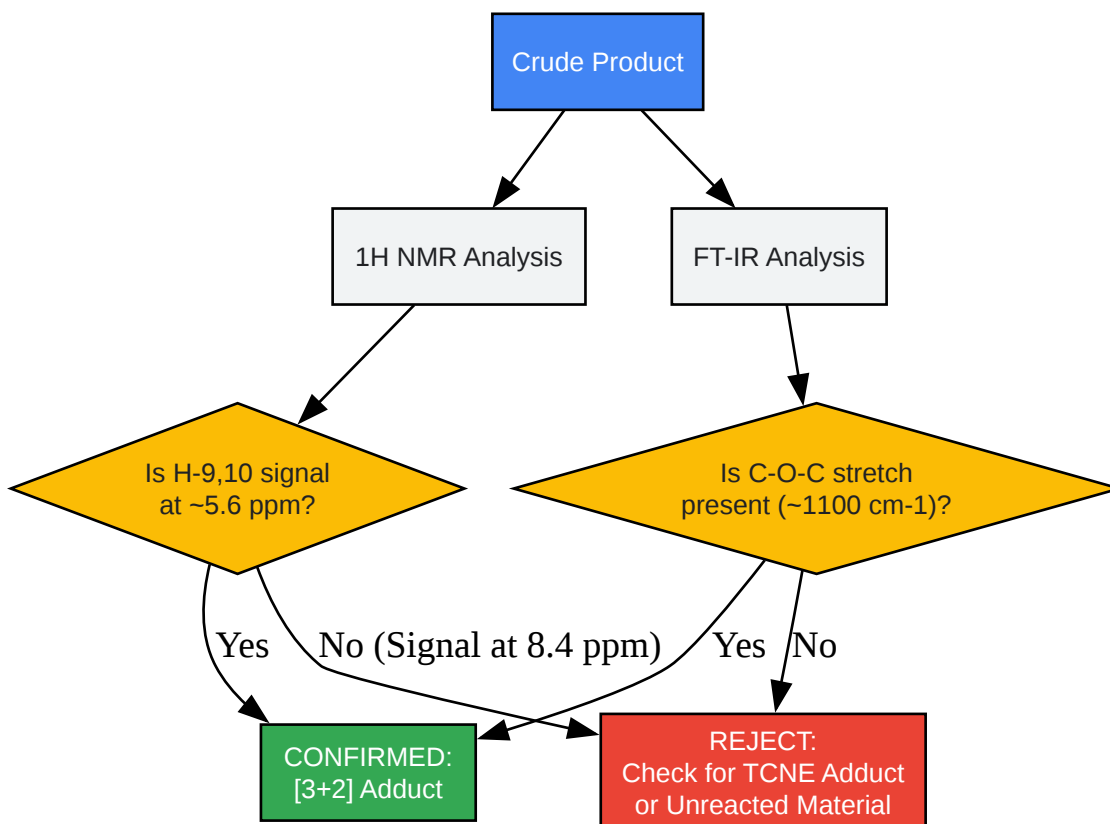 Crude Product
1H NMR Analysis
FT-IR Analysis
Is H-9,10 signal
at ~5.6 ppm?
Is C-O-C stretch
present (~1100 cm-1)?
Yes
No (Signal at 8.4 ppm)
Yes
No
CONFIRMED:
[3+2] Adduct
REJECT:
Check for TCNE Adduct
or Unreacted Material